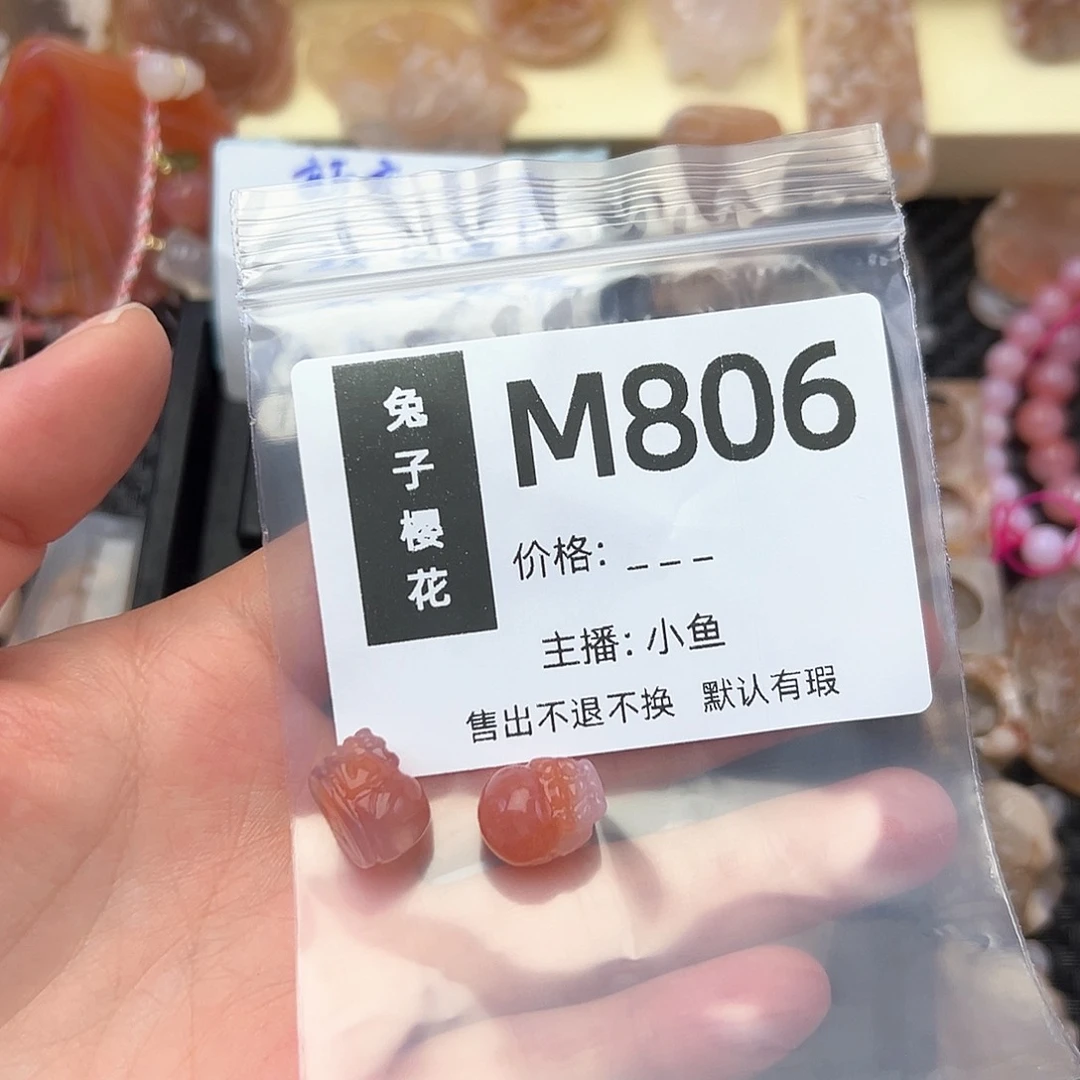 兔子樱花
M806
价格: _ _ _
主播: 小鱼
售出不退不换 默认有瑕